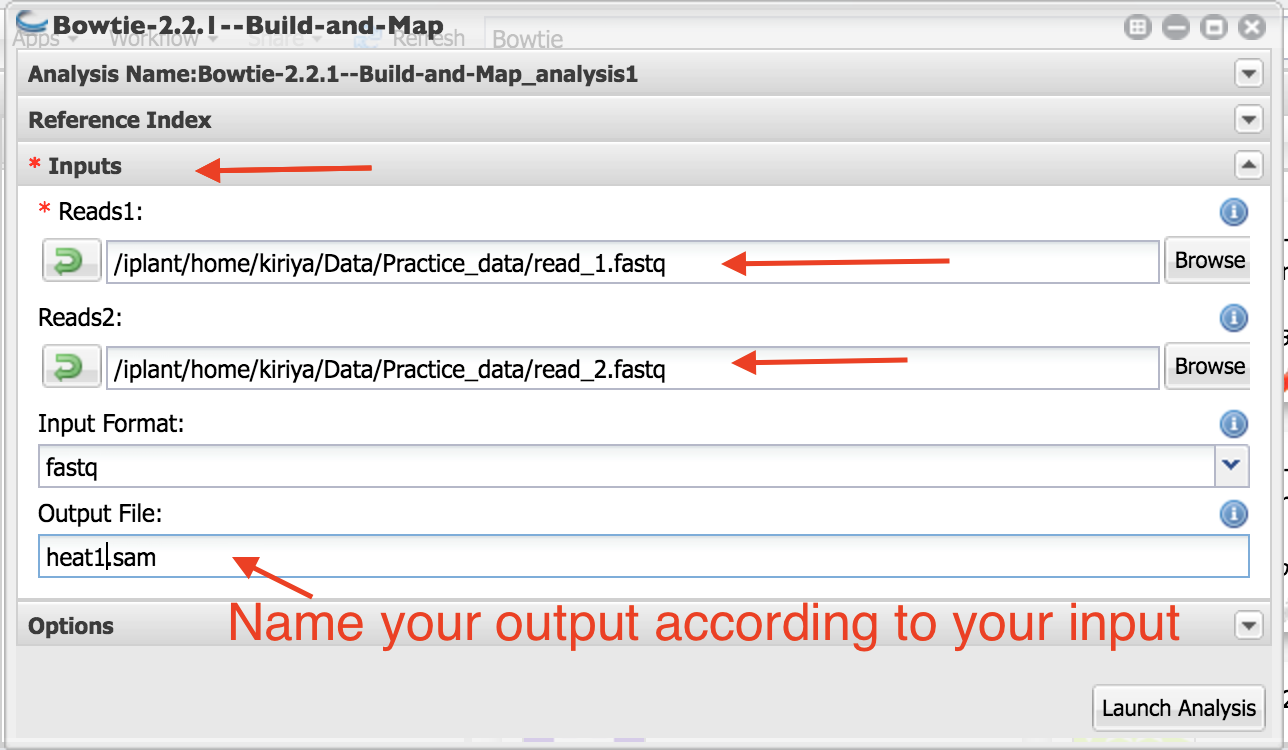 Bowtie-2.2.1--Build-and-Map
Apps Workflow Share Refresh Bowtie
Analysis Name:Bowtie-2.2.1--Build-and-Map_analysis1
Reference Index
* Inputs
* Reads1:
/iplant/home/kiriya/Data/Practice_data/read_1.fastq Browse
Reads2:
/iplant/home/kiriya/Data/Practice_data/read_2.fastq Browse
Input Format:
fastq
Output File:
heat1.sam
Name your output according to your input
Options
Launch Analysis